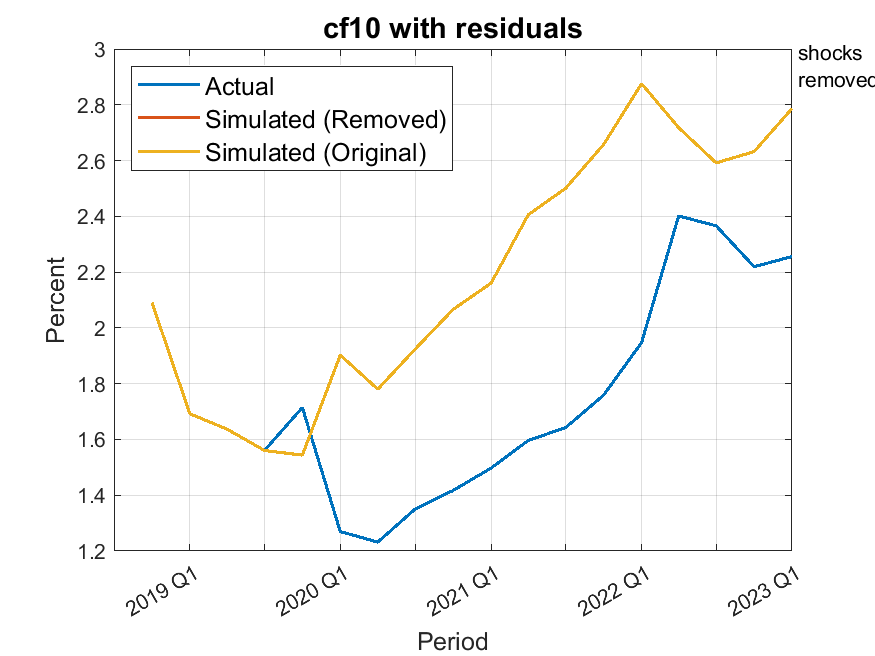 cf10 with residuals
shocks
removed
Actual
Simulated (Removed)
Simulated (Original)
3
2.8
2.6
2.4
2.2
2
1.8
1.6
1.4
1.2
Percent
2019 Q1
2020 Q1
2021 Q1
2022 Q1
2023 Q1
Period